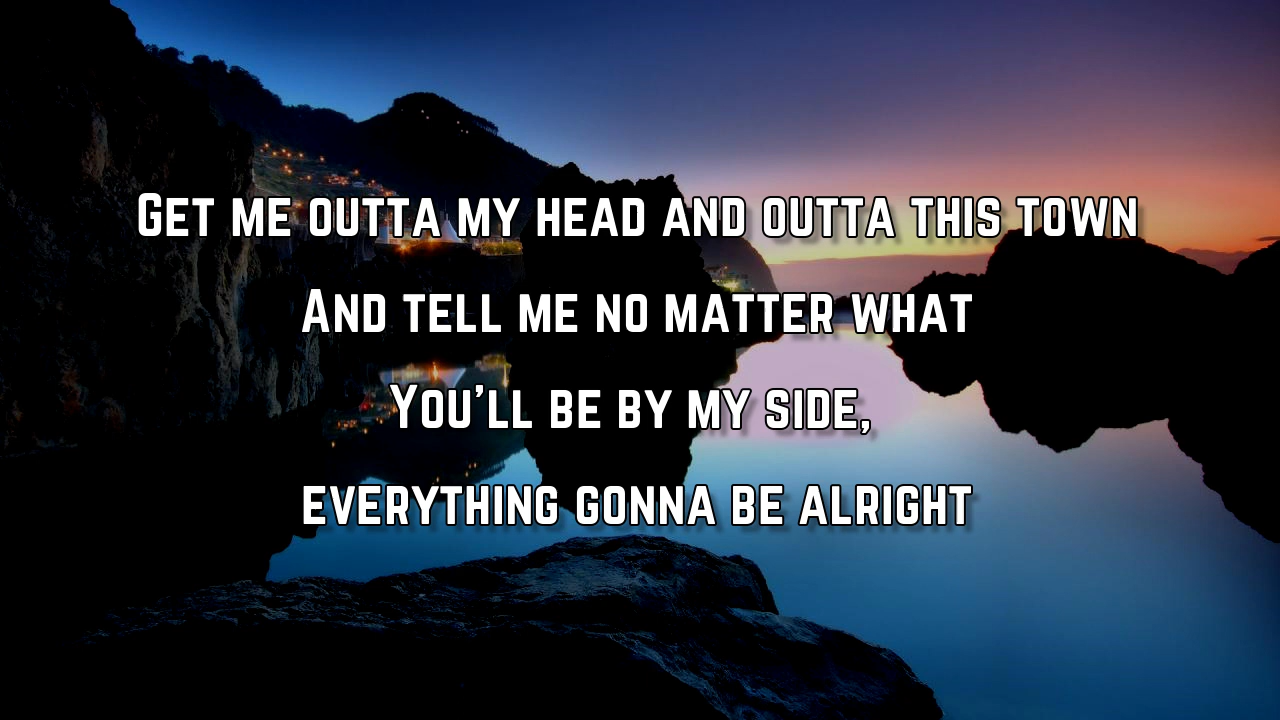 Get me outta my head and outta this town
And tell me no matter what
You'll be by my side,
everything gonna be alright